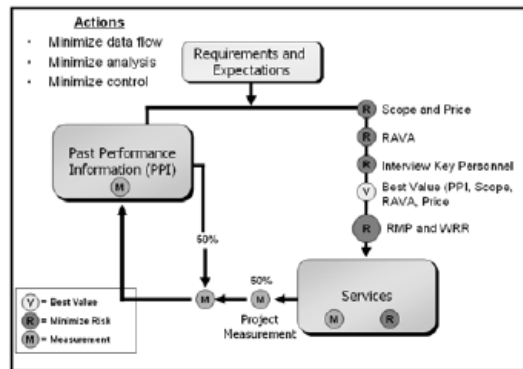 Actions
• Minimize data flow
• Minimize analysis
• Minimize control
Requirements and
Expectations
R Scope and Price
R RAVA
R Interview Key Personnel
Y Best Value (PPI, Scope,
RAVA, Price
R RMP and WRR
Past Performance
Information (PPI)
M
50%
M
50%
M
Project
Measurement
Services
M R
Y = Best Value
R = Minimize Risk
M = Measurement